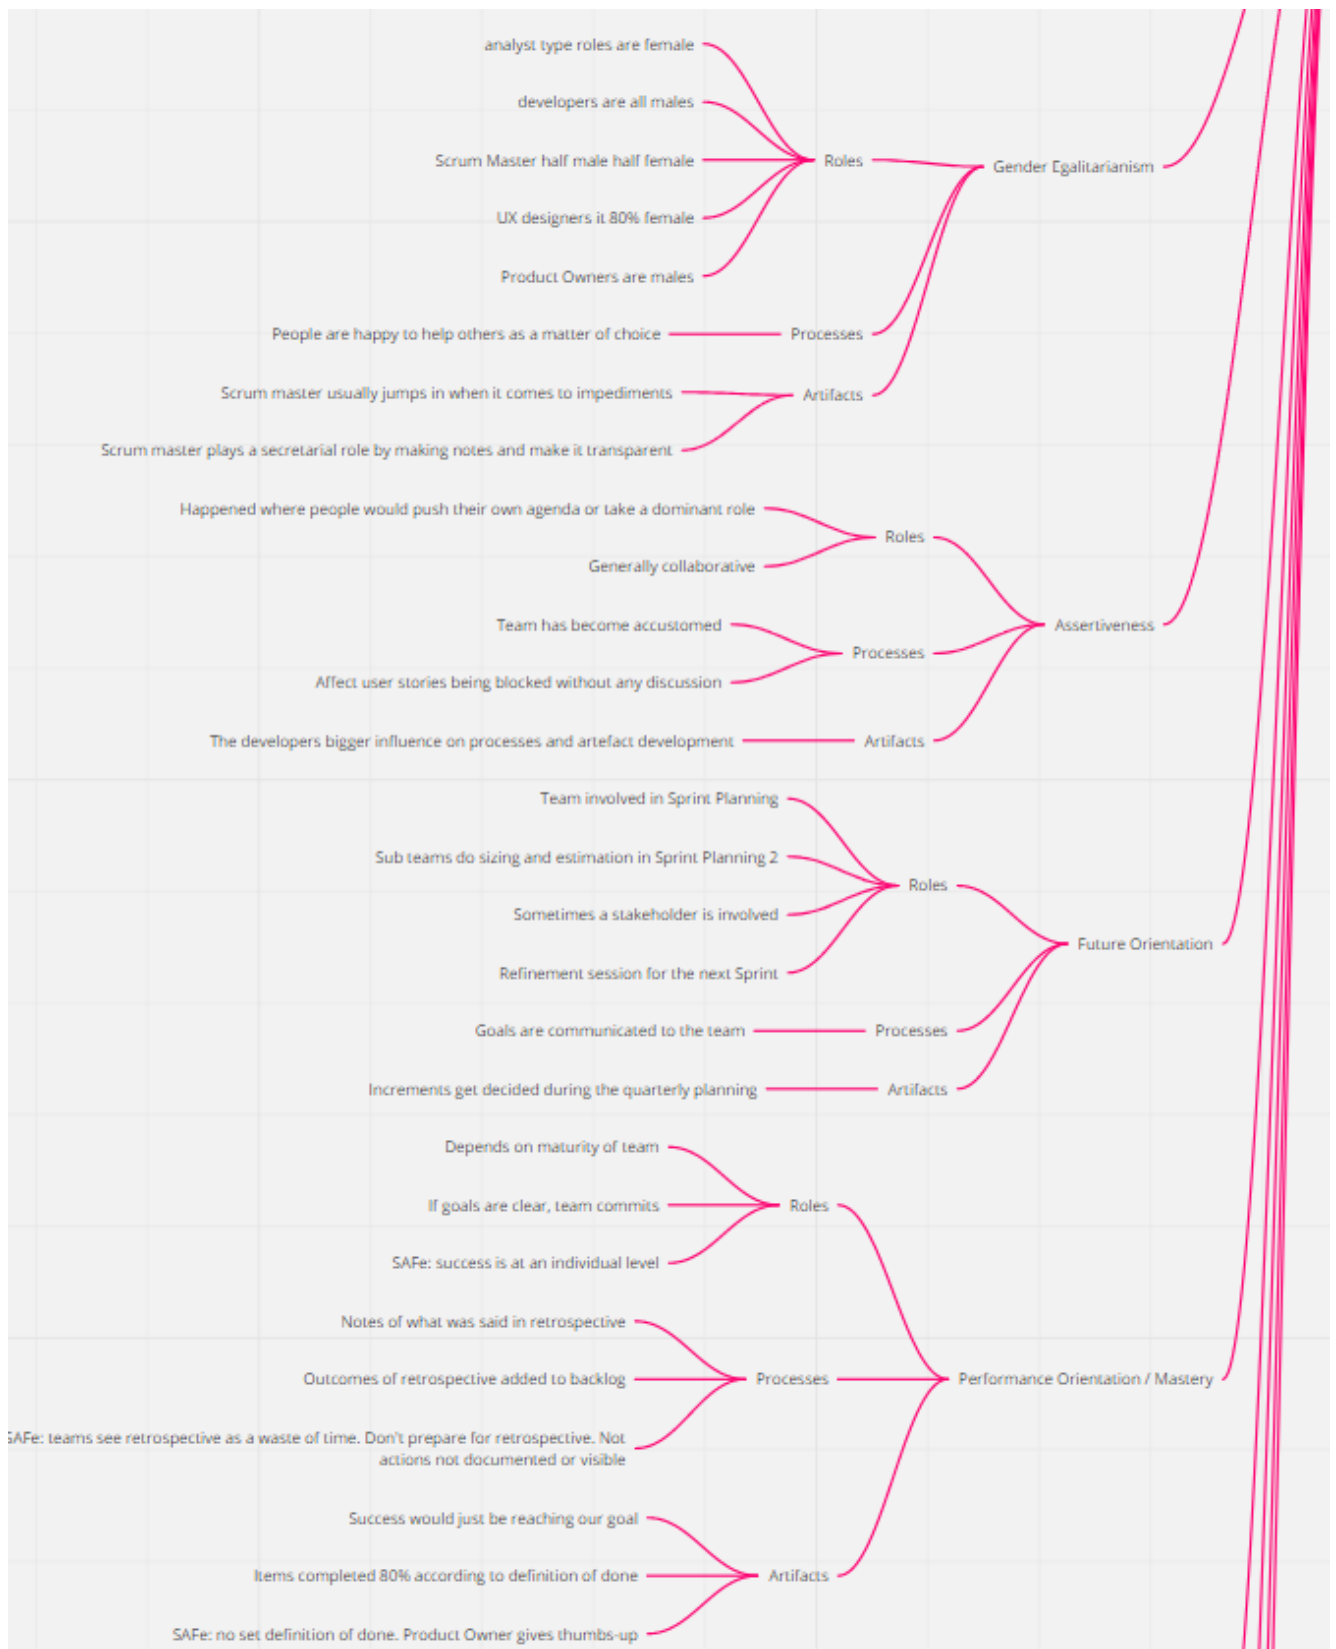 analyst type roles are female
developers are all males
Scrum Master half male half female
UX designers it 80% female
Product Owners are males
Roles
Gender Egalitarianism
People are happy to help others as a matter of choice
Processes
Scrum master usually jumps in when it comes to impediments
Scrum master plays a secretarial role by making notes and make it transparent
Artifacts
Happened where people would push their own agenda or take a dominant role
Generally collaborative
Roles
Team has become accustomed
Affect user stories being blocked without any discussion
Processes
Assertiveness
The developers bigger influence on processes and artefact development
Artifacts
Team involved in Sprint Planning
Sub teams do sizing and estimation in Sprint Planning 2
Sometimes a stakeholder is involved
Refinement session for the next Sprint
Roles
Future Orientation
Goals are communicated to the team
Processes
Increments get decided during the quarterly planning
Artifacts
Depends on maturity of team
If goals are clear, team commits
SAFe: success is at an individual level
Roles
Notes of what was said in retrospective
Outcomes of retrospective added to backlog
SAFe: teams see retrospective as a waste of time. Don't prepare for retrospective. Not
actions not documented or visible
Processes
Performance Orientation / Mastery
Success would just be reaching our goal
Items completed 80% according to definition of done
SAFe: no set definition of done. Product Owner gives thumbs-up
Artifacts